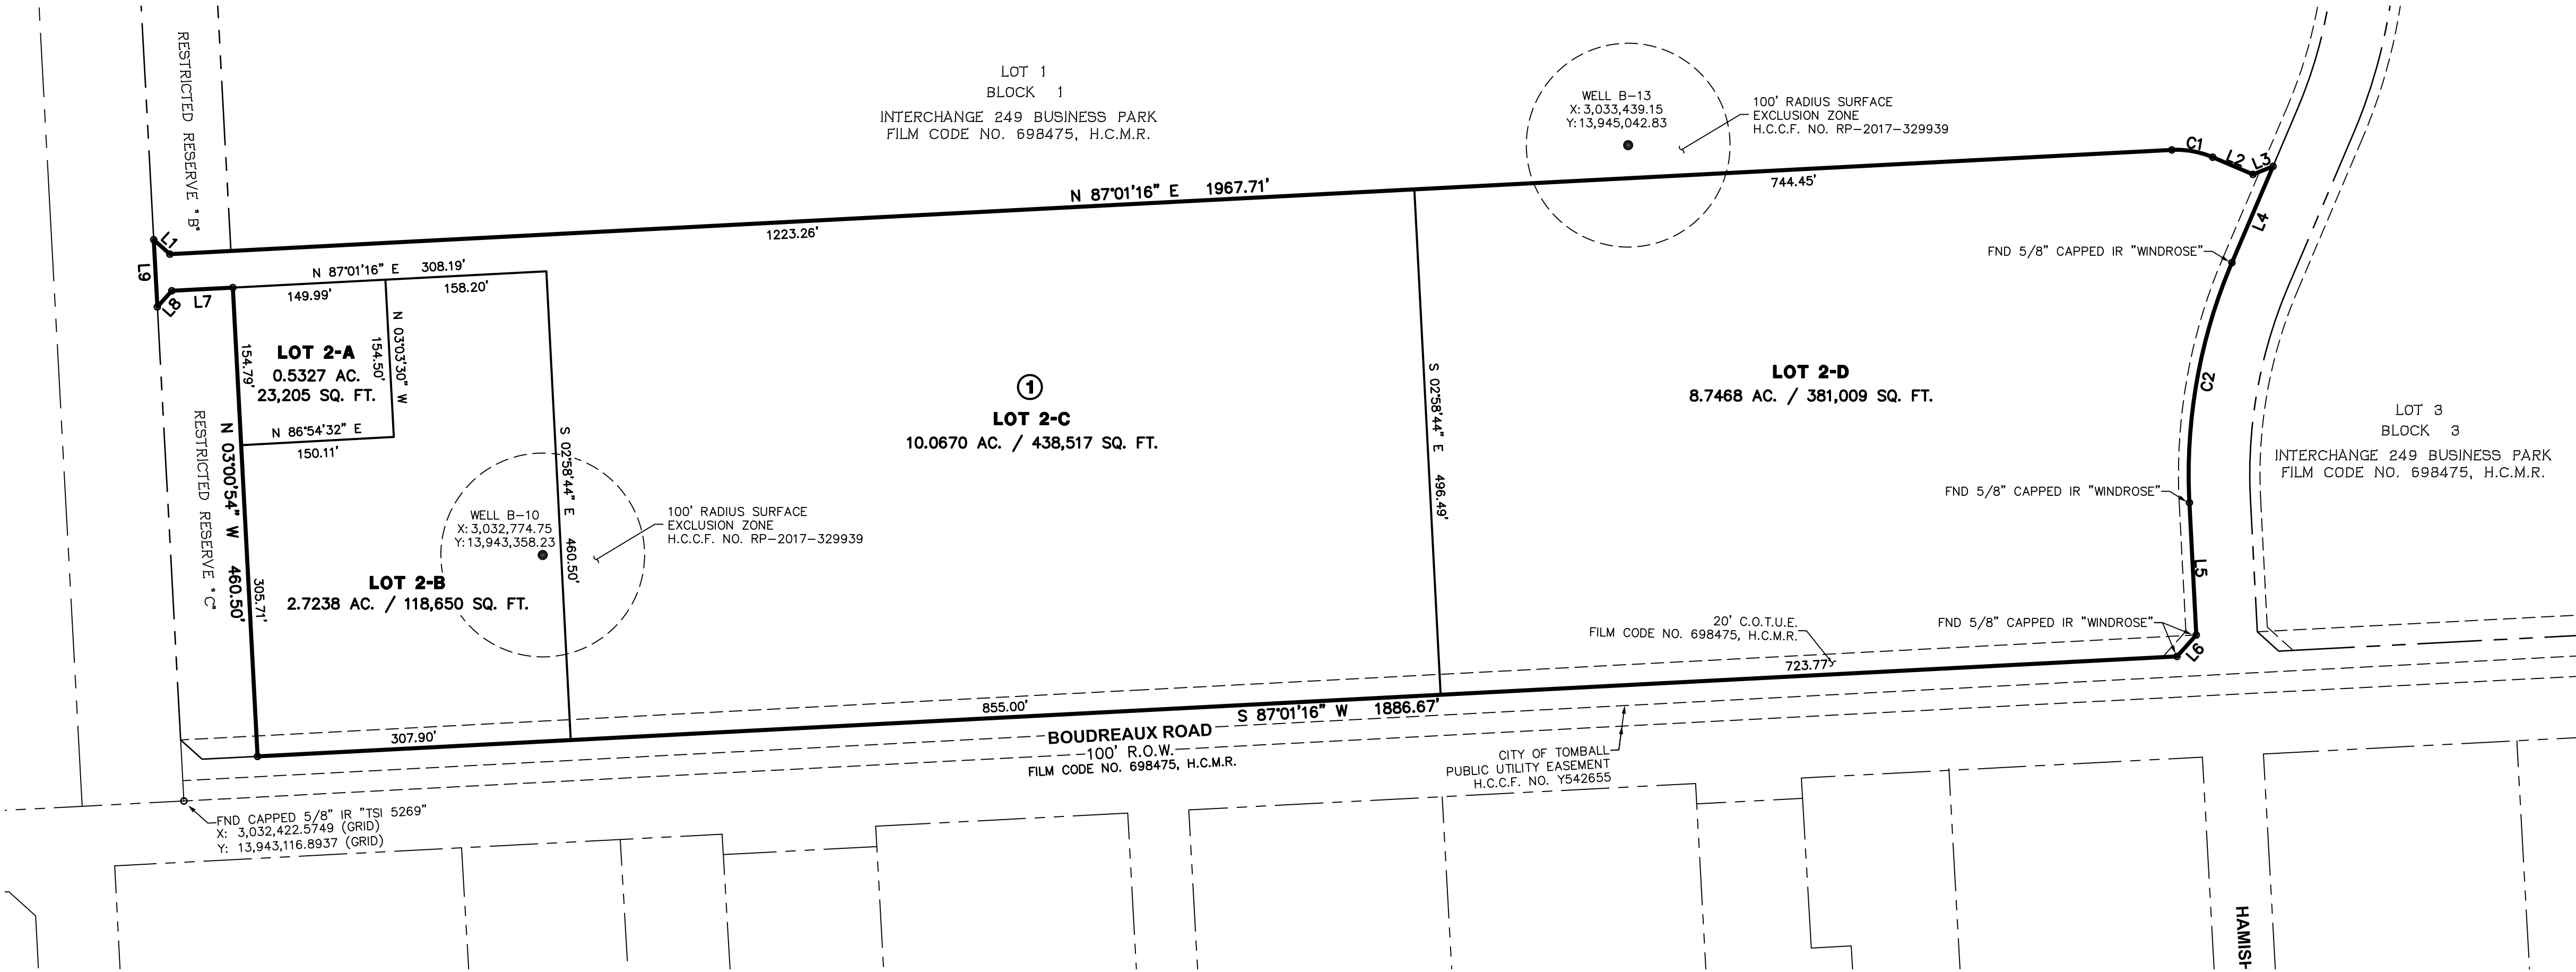 RESTRICTED RESERVE "B"
LOT 1
BLOCK 1
INTERCHANGE 249 BUSINESS PARK
FILM CODE NO. 698475, H.C.M.R.
WELL B-13
X: 3,033,439.15
Y: 13,945,042.83
100' RADIUS SURFACE
EXCLUSION ZONE
H.C.C.F. NO. RP-2017-329939
C1
L2
L3
L4
N 87°01'16" E 1967.71'
744.45'
1223.26'
L1
L9
L8
L7
N 87°01'16" E 308.19'
149.99'
158.20'
FND 5/8" CAPPED IR "WINDROSE"
LOT 2-A
0.5327 AC.
23,205 SQ. FT.
154.79'
154.50'
N 03°03'30" W
N 86°54'32" E
150.11'
1
LOT 2-C
10.0670 AC. / 438,517 SQ. FT.
S 02°58'44" E 496.49'
LOT 2-D
8.7468 AC. / 381,009 SQ. FT.
C2
LOT 3
BLOCK 3
INTERCHANGE 249 BUSINESS PARK
FILM CODE NO. 698475, H.C.M.R.
RESTRICTED RESERVE "C"
N 03°00'54" W 460.50'
305.71'
S 02°58'44" E 460.50'
WELL B-10
X: 3,032,774.75
Y: 13,943,358.23
100' RADIUS SURFACE
EXCLUSION ZONE
H.C.C.F. NO. RP-2017-329939
FND 5/8" CAPPED IR "WINDROSE"
L5
LOT 2-B
2.7238 AC. / 118,650 SQ. FT.
20' C.O.T.U.E.
FILM CODE NO. 698475, H.C.M.R.
FND 5/8" CAPPED IR "WINDROSE"
L6
723.77'
307.90'
855.00'
S 87°01'16" W 1886.67'
BOUDREAUX ROAD
100' R.O.W.
FILM CODE NO. 698475, H.C.M.R.
CITY OF TOMBALL
PUBLIC UTILITY EASEMENT
H.C.C.F. NO. Y542655
FND CAPPED 5/8" IR "TSI 5269"
X: 3,032,422.5749 (GRID)
Y: 13,943,116.8937 (GRID)